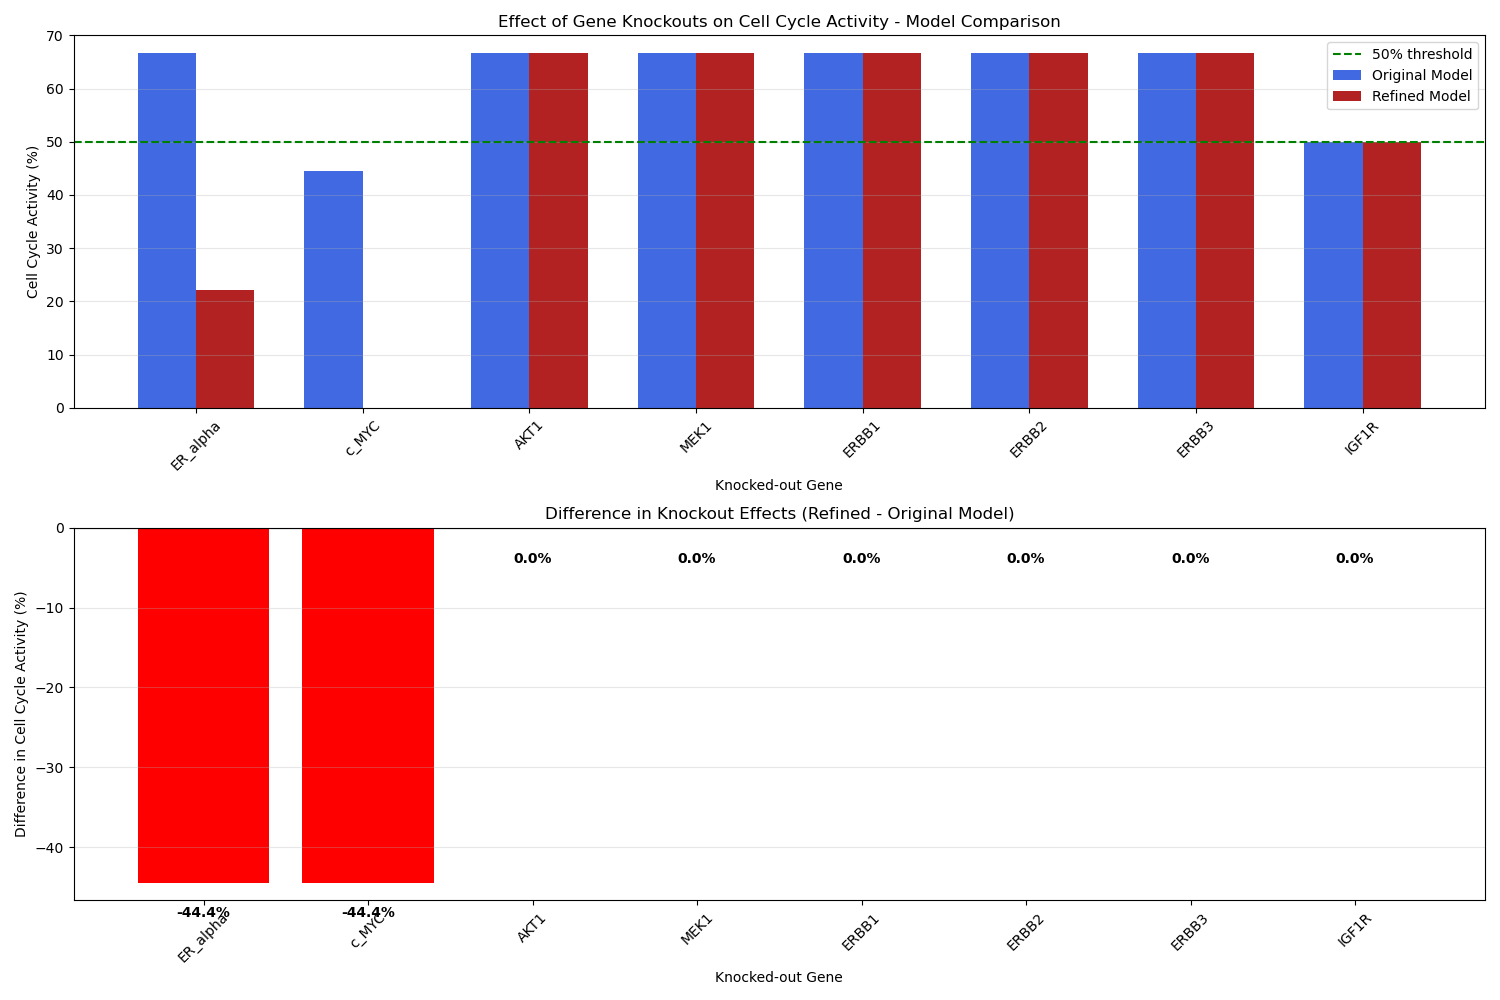 Effect of Gene Knockouts on Cell Cycle Activity - Model Comparison
Cell Cycle Activity (%)
70
60
50
40
30
20
10
0
50% threshold
Original Model
Refined Model
ER_alpha
c_MYC
AKT1
MEK1
ERBB1
ERBB2
ERBB3
IGF1R
Knocked-out Gene
Difference in Knockout Effects (Refined - Original Model)
Difference in Cell Cycle Activity (%)
0
−10
−20
−30
−40
0.0%
0.0%
0.0%
0.0%
0.0%
0.0%
-44.4%
-44.4%
ER_alpha
c_MYC
AKT1
MEK1
ERBB1
ERBB2
ERBB3
IGF1R
Knocked-out Gene